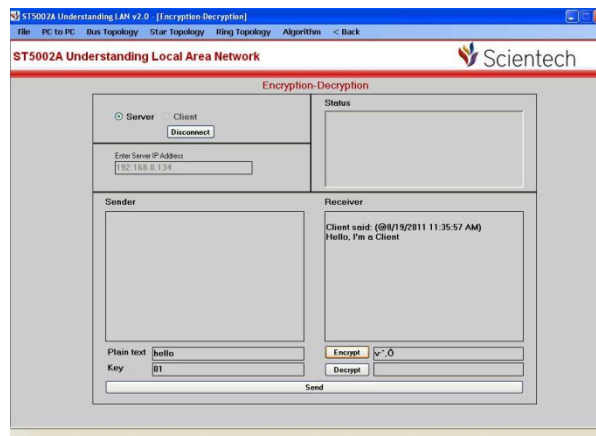 ST5002A Understanding LAN v2.0 - [Encryption-Decryption]
File PC to PC Bus Topology Star Topology Ring Topology Algorithm < Back
ST5002A Understanding Local Area Network
Scientech
Encryption-Decryption
Server Client
Disconnect
Status
Enter Server IP Address
192.168.0.134
Sender
Receiver
Client said: (@8/19/2011 11:35:57 AM)
Hello, I'm a Client
Plain text hello
Encrypt
Key 01
Decrypt
Send